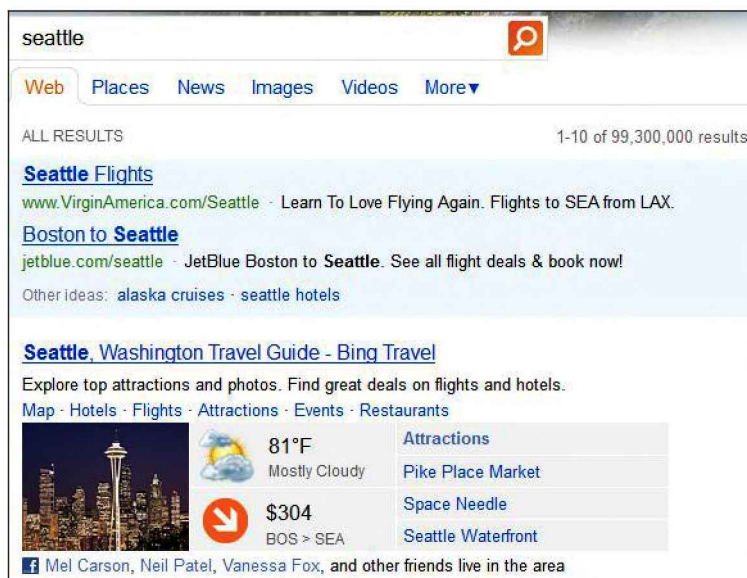 seattle
Web Places News Images Videos More▼
ALL RESULTS 1-10 of 99,300,000 results
Seattle Flights
www.VirginAmerica.com/Seattle · Learn To Love Flying Again. Flights to SEA from LAX.
Boston to Seattle
jetblue.com/seattle · JetBlue Boston to Seattle. See all flight deals & book now!
Other ideas: alaska cruises · seattle hotels
Seattle, Washington Travel Guide - Bing Travel
Explore top attractions and photos. Find great deals on flights and hotels.
Map · Hotels · Flights · Attractions · Events · Restaurants
81°F
Mostly Cloudy
$304
BOS > SEA
Attractions
Pike Place Market
Space Needle
Seattle Waterfront
f Mel Carson, Neil Patel, Vanessa Fox, and other friends live in the area